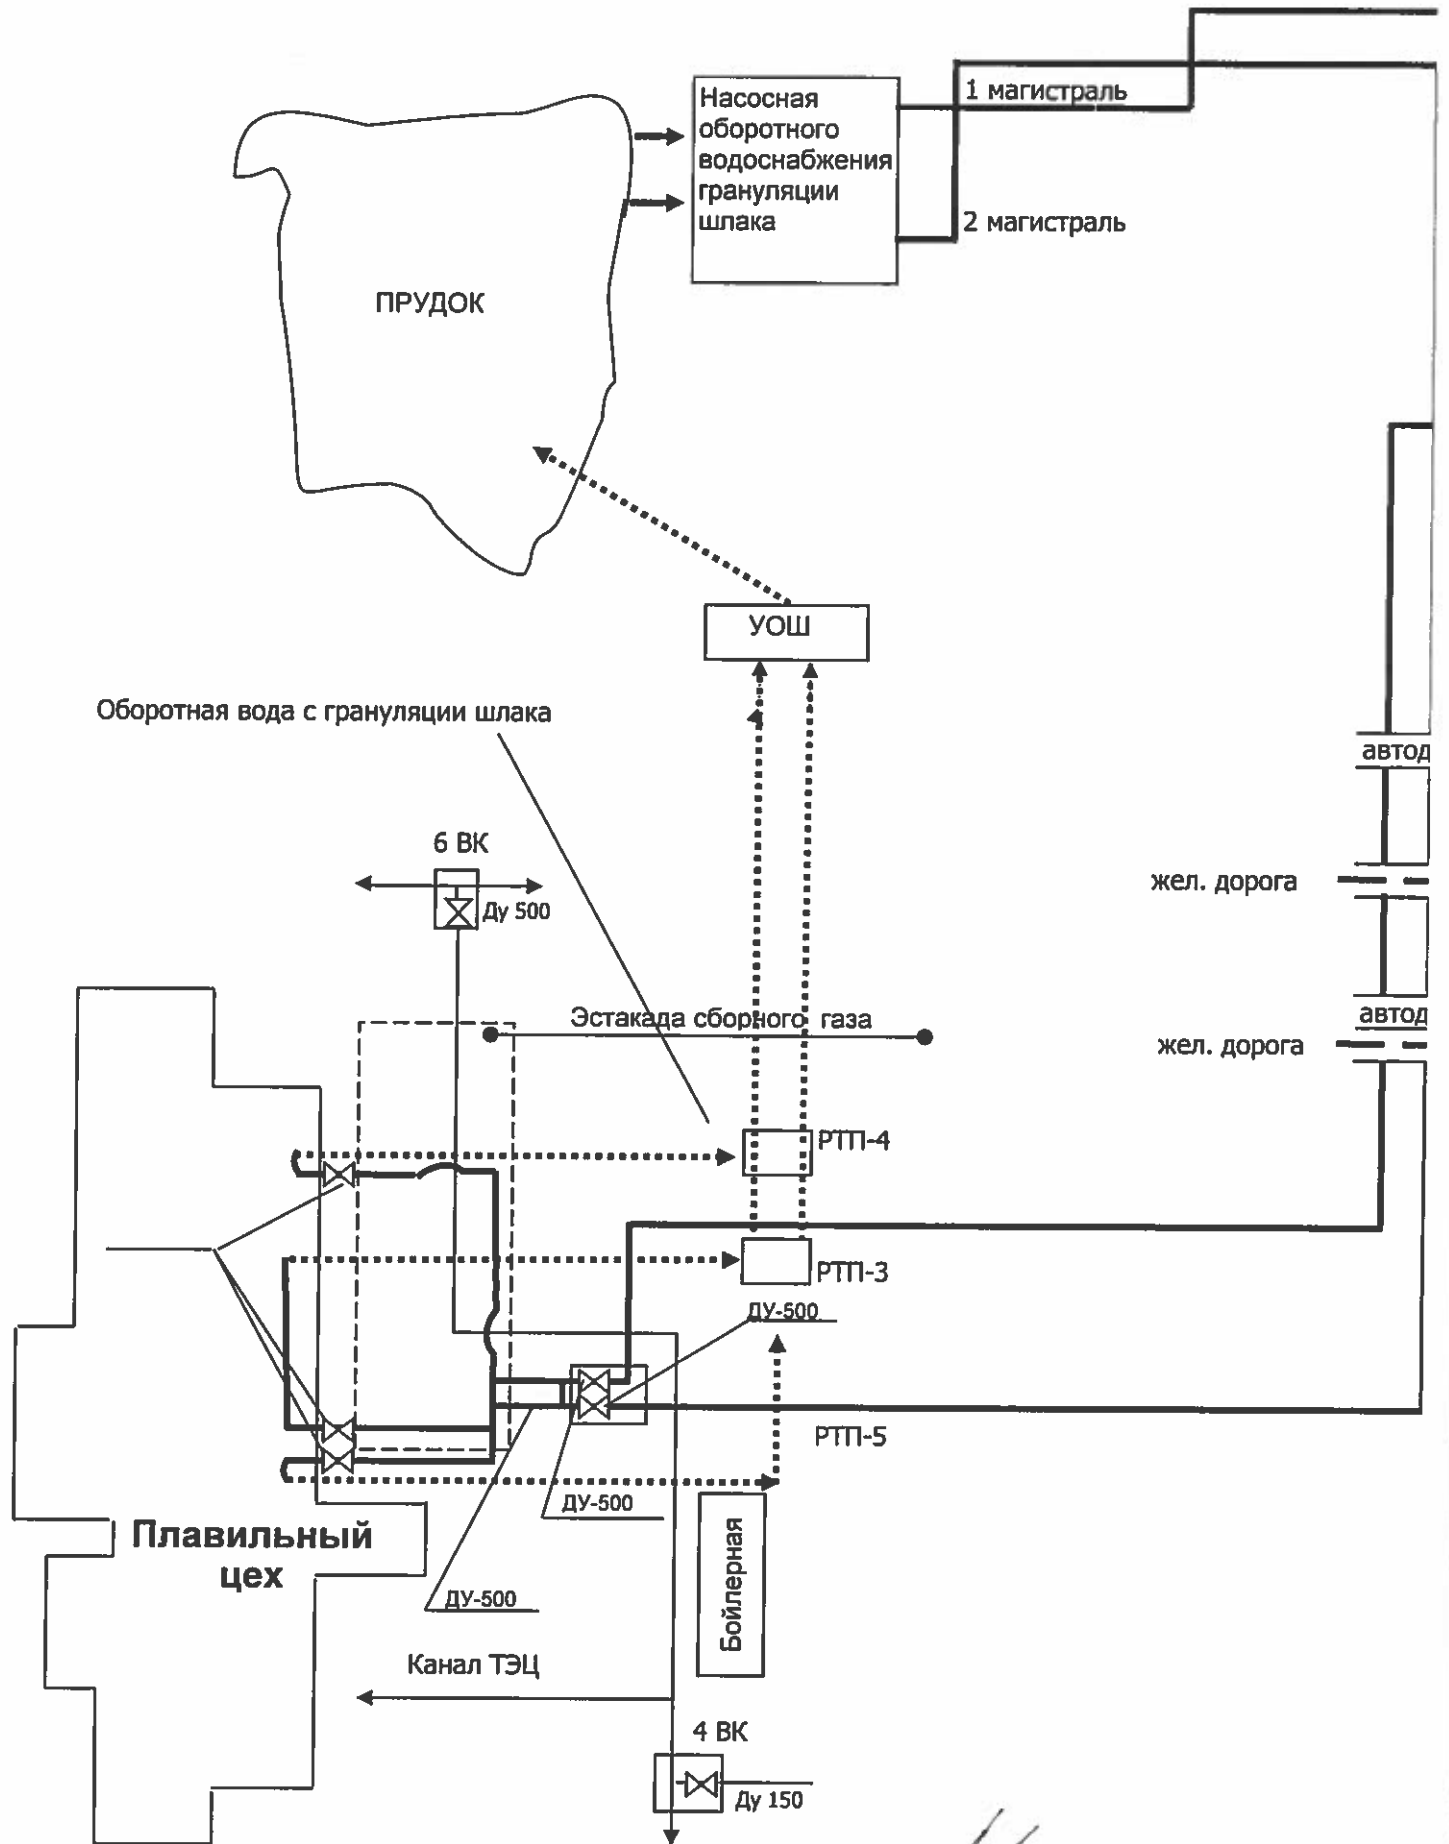 Насосная
оборотного
водоснабжения
грануляции
шлака
1 магистраль
2 магистраль
ПРУДОК
УОШ
Оборотная вода с грануляции шлака
автод
6 ВК
Ду 500
жел. дорога
Эстакада сборного газа
автод
жел. дорога
РТП-4
РТП-3
ДУ-500
РТП-5
ДУ-500
Плавильный
цех
ДУ-500
Бойлерная
Канал ТЭЦ
4 ВК
Ду 150